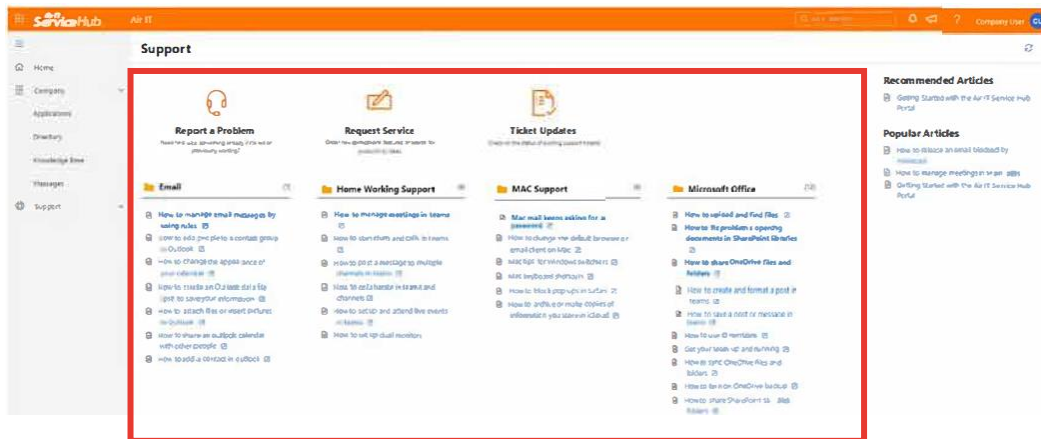 ServiceHub
Air IT
Company User
CU
Support
Home
Company
Applications
Directory
Knowledge Base
Messages
Support
Report a Problem
Request Service
Ticket Updates
Email
How to manage email messages by
using rules
How to add people to a contact group
in Outlook
How to change the appearance of
your calendar
How to create an Outlook data file
(.pst) to save your information
How to attach files or insert pictures
in Outlook
How to share an outlook calendar
with other people
How to add a contact in outlook
Home Working Support
How to manage meetings in teams
How to start chats and calls in teams
How to post a message to multiple
channels in teams
How to collaborate in teams and
channels
How to set up and attend live events
in teams
How to set up dual monitors
MAC Support
Mac mail keeps asking for a
password
How to change the default browser or
email client on Mac
Mac tips for windows switchers
Mac keyboard shortcuts
How to block pop ups in Safari
How to archive or make copies of
information you store in iCloud
Microsoft Office
How to upload and find files
How to fix problems opening
documents in SharePoint libraries
How to share OneDrive files and
folders
How to create and format a post in
teams
How to save a post or message in
teams
How to use @ mentions
Get your team up and running
How to sync OneDrive files and
folders
How to turn on OneDrive backup
How to share SharePoint files
folders
Recommended Articles
Getting Started with the Air IT Service Hub
Portal
Popular Articles
How to release an email blocked by
How to manage meetings in team
Getting Started with the Air IT Service Hub
Portal